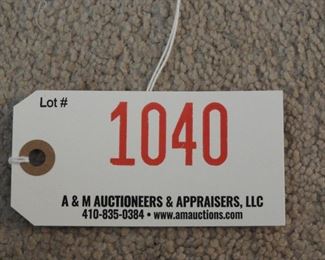 Lot #
1040
A & M AUCTIONEERS & APPRAISERS, LLC
410-835-0384 • www.amauctions.com